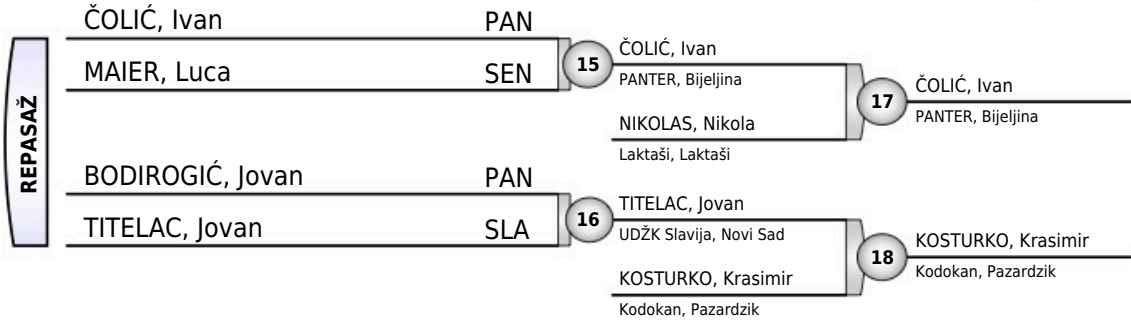 REPASAŽ
ČOLIĆ, Ivan PAN
MAIER, Luca SEN
15
ČOLIĆ, Ivan
PANTER, Bijeljina
NIKOLAS, Nikola
Laktaši, Laktaši
17
ČOLIĆ, Ivan
PANTER, Bijeljina
BODIROGIĆ, Jovan PAN
TITELAC, Jovan SLA
16
TITELAC, Jovan
UDŽK Slavija, Novi Sad
KOSTURKO, Krasimir
Kodokan, Pazardzik
18
KOSTURKO, Krasimir
Kodokan, Pazardzik